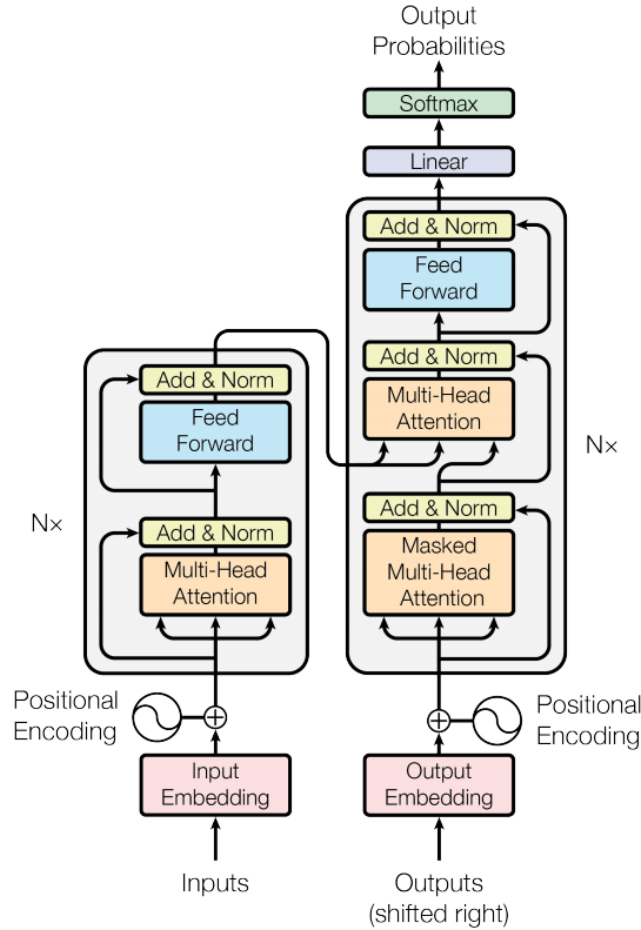 Output
Probabilities
Softmax
Linear
Add & Norm
Feed
Forward
Add & Norm
Multi-Head
Attention
Add & Norm
Masked
Multi-Head
Attention
N×
Add & Norm
Feed
Forward
Add & Norm
Multi-Head
Attention
N×
Positional
Encoding
Positional
Encoding
Input
Embedding
Output
Embedding
Inputs
Outputs
(shifted right)